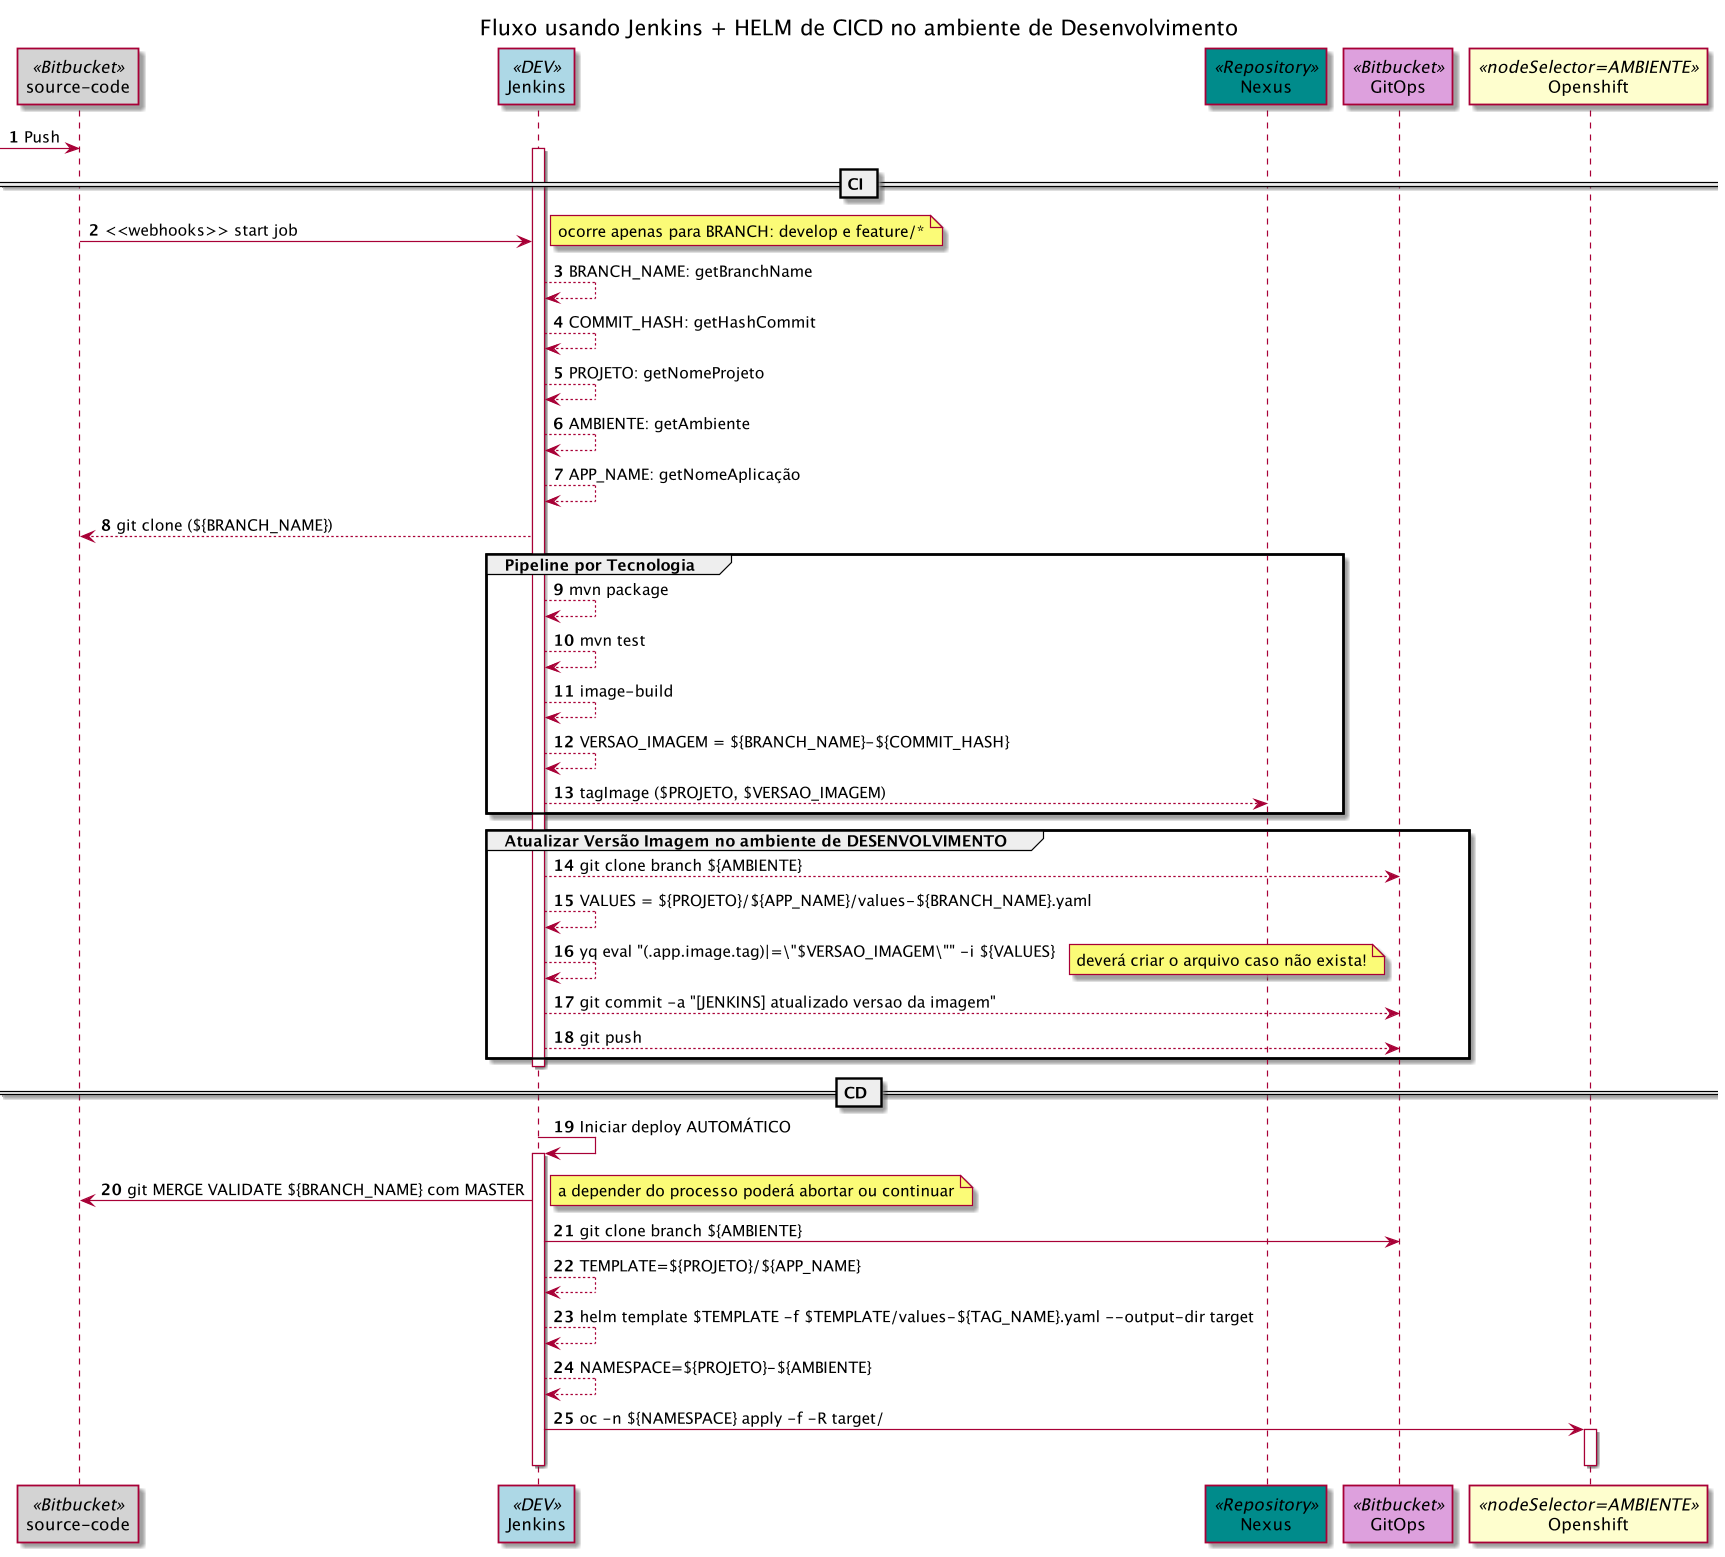 Fluxo usando Jenkins + HELM de CICD no ambiente de Desenvolvimento
«Bitbucket»
source-code
«DEV»
Jenkins
«Repository»
Nexus
«Bitbucket»
GitOps
«nodeSelector=AMBIENTE»
Openshift
1 Push
CI
2 <<webhooks>> start job
ocorre apenas para BRANCH: develop e feature/*
3 BRANCH_NAME: getBranchName
4 COMMIT_HASH: getHashCommit
5 PROJETO: getNomeProjeto
6 AMBIENTE: getAmbiente
7 APP_NAME: getNomeAplicação
8 git clone (${BRANCH_NAME})
Pipeline por Tecnologia
9 mvn package
10 mvn test
11 image-build
12 VERSAO_IMAGEM = ${BRANCH_NAME}-${COMMIT_HASH}
13 tagImage ($PROJETO, $VERSAO_IMAGEM)
Atualizar Versão Imagem no ambiente de DESENVOLVIMENTO
14 git clone branch ${AMBIENTE}
15 VALUES = ${PROJETO}/${APP_NAME}/values-${BRANCH_NAME}.yaml
16 yq eval "(.app.image.tag)|=\"$VERSAO_IMAGEM\"" -i ${VALUES}
deverá criar o arquivo caso não exista!
17 git commit -a "[JENKINS] atualizado versao da imagem"
18 git push
CD
19 Iniciar deploy AUTOMÁTICO
20 git MERGE VALIDATE ${BRANCH_NAME} com MASTER
a depender do processo poderá abortar ou continuar
21 git clone branch ${AMBIENTE}
22 TEMPLATE=${PROJETO}/${APP_NAME}
23 helm template $TEMPLATE -f $TEMPLATE/values-${TAG_NAME}.yaml --output-dir target
24 NAMESPACE=${PROJETO}-${AMBIENTE}
25 oc -n ${NAMESPACE} apply -f -R target/
«Bitbucket»
source-code
«DEV»
Jenkins
«Repository»
Nexus
«Bitbucket»
GitOps
«nodeSelector=AMBIENTE»
Openshift